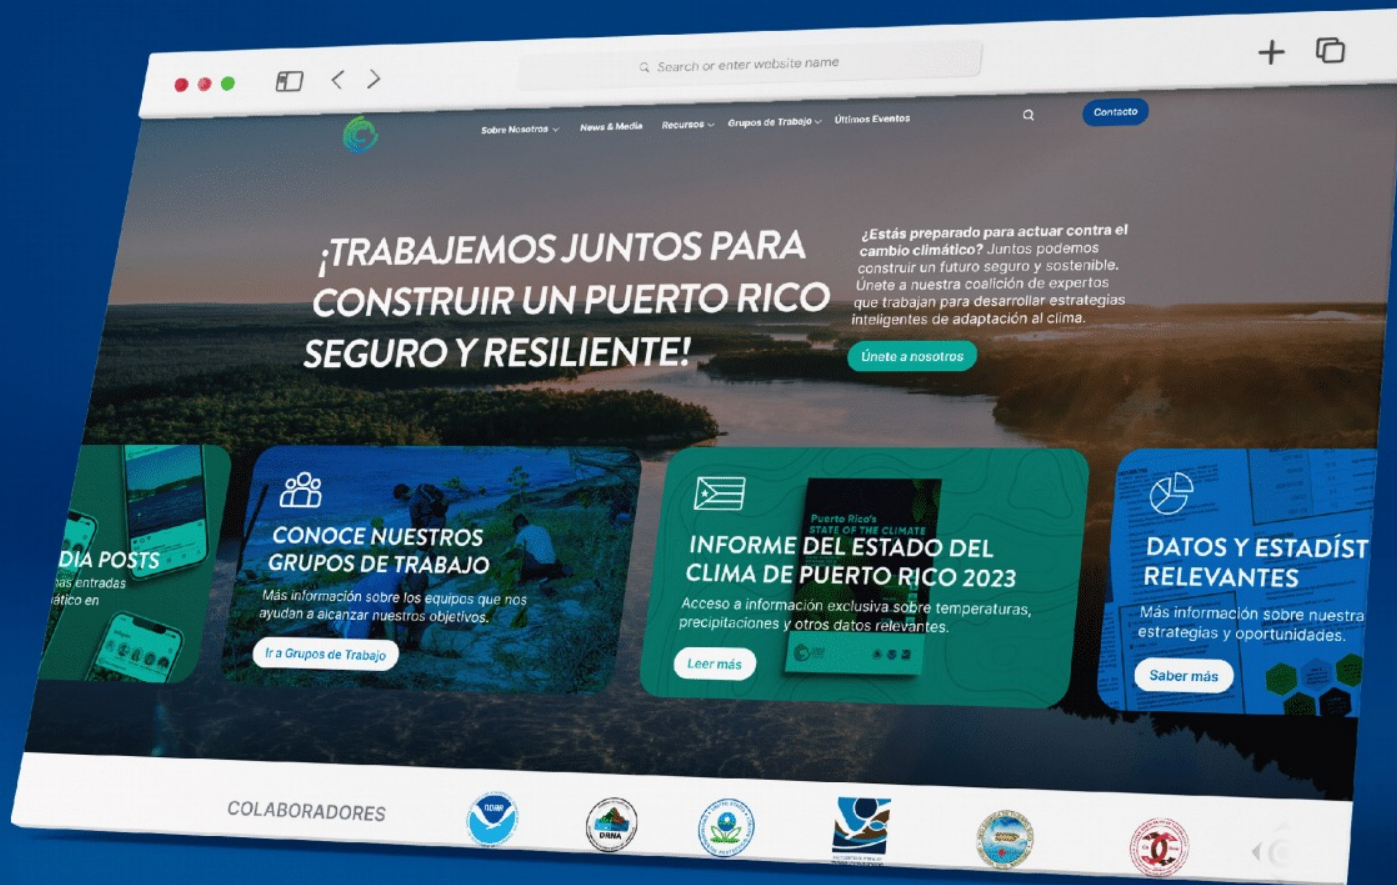 Search or enter website name
Sobre Nosotros
News & Media
Recursos
Grupos de Trabajo
Últimos Eventos
Contacto
¡TRABAJEMOS JUNTOS PARA
CONSTRUIR UN PUERTO RICO
SEGURO Y RESILIENTE!
¿Estás preparado para actuar contra el
cambio climático? Juntos podemos
construir un futuro seguro y sostenible.
Únete a nuestra coalición de expertos
que trabajan para desarrollar estrategias
inteligentes de adaptación al clima.
Únete a nosotros
DIA POSTS
nas entradas
ático en
CONOCE NUESTROS
GRUPOS DE TRABAJO
Más información sobre los equipos que nos
ayudan a alcanzar nuestros objetivos.
Ir a Grupos de Trabajo
Puerto Rico's
STATE OF THE CLIMATE
INFORME DEL ESTADO DEL
CLIMA DE PUERTO RICO 2023
Acceso a información exclusiva sobre temperaturas,
precipitaciones y otros datos relevantes.
Leer más
DATOS Y ESTADÍST
RELEVANTES
Más información sobre nuestra
estrategias y oportunidades.
Saber más
COLABORADORES
NOAA
DRNA